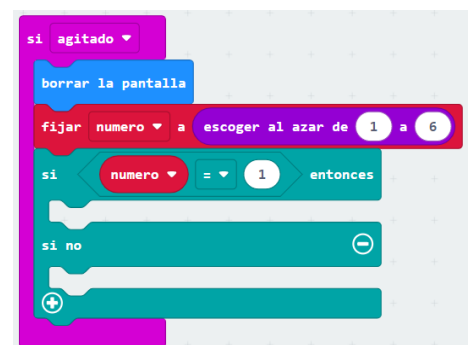 si agitado
borrar la pantalla
fijar numero a escoger al azar de 1 a 6
si numero = 1 entonces
si no